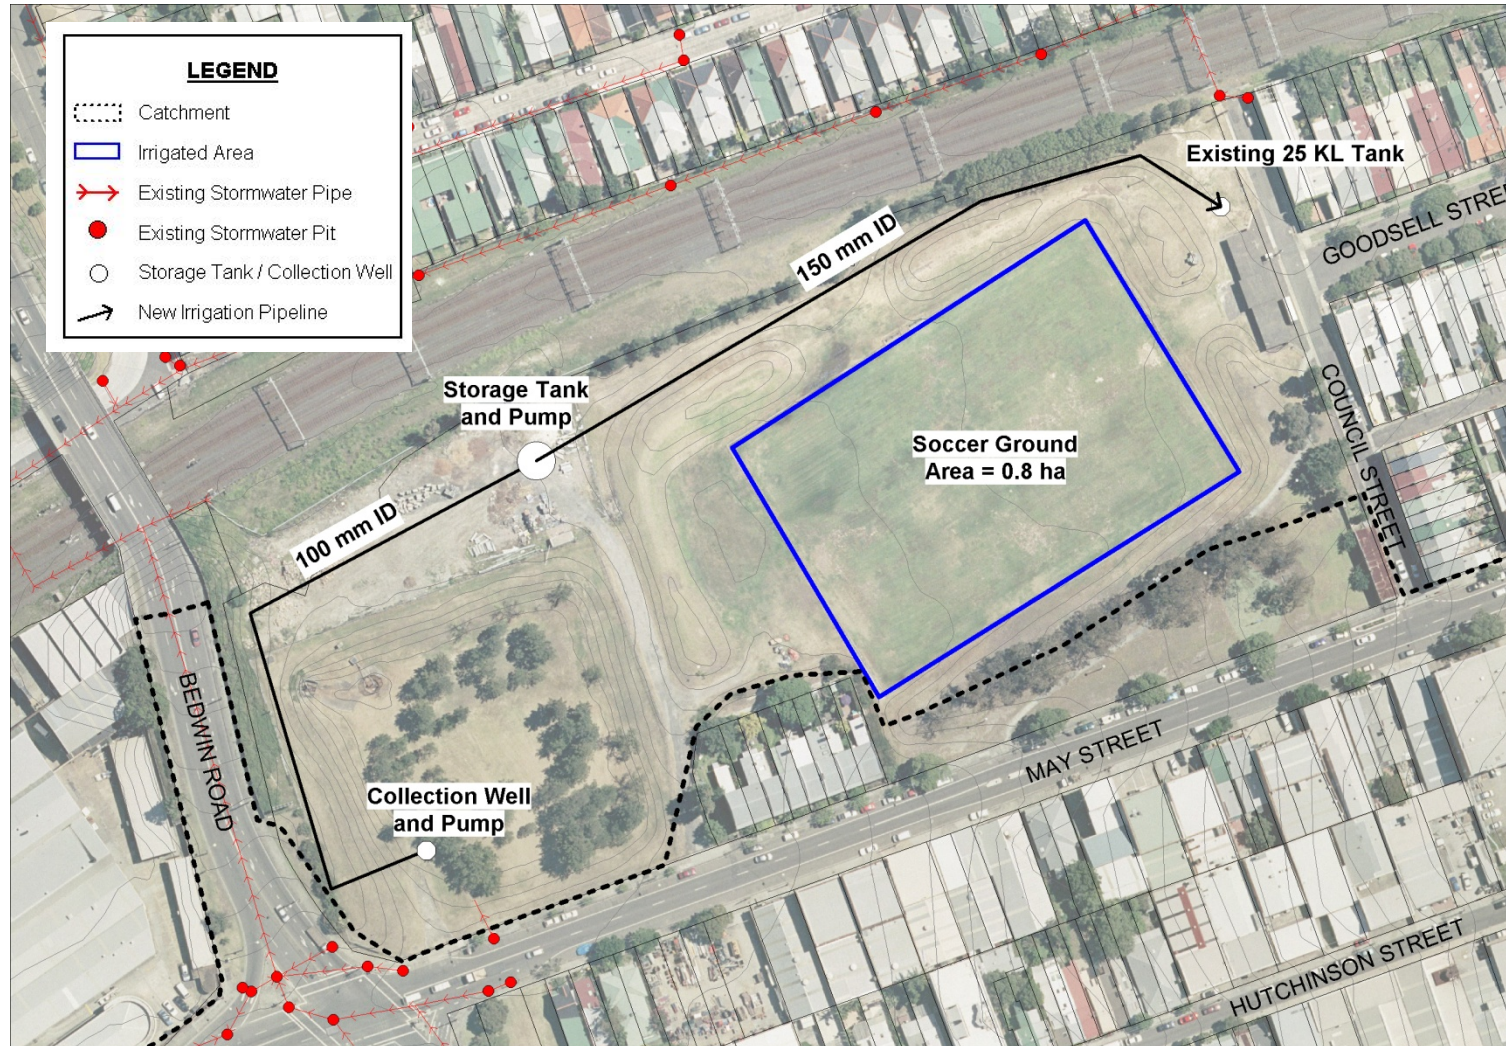 LEGEND
Catchment
Irrigated Area
Existing Stormwater Pipe
Existing Stormwater Pit
Storage Tank / Collection Well
New Irrigation Pipeline
Existing 25 KL Tank
GOODSELL STREE
150 mm ID
Storage Tank
and Pump
Soccer Ground
Area = 0.8 ha
COUNCIL STREET
100 mm ID
BEDWIN ROAD
MAY STREET
Collection Well
and Pump
HUTCHINSON STREET